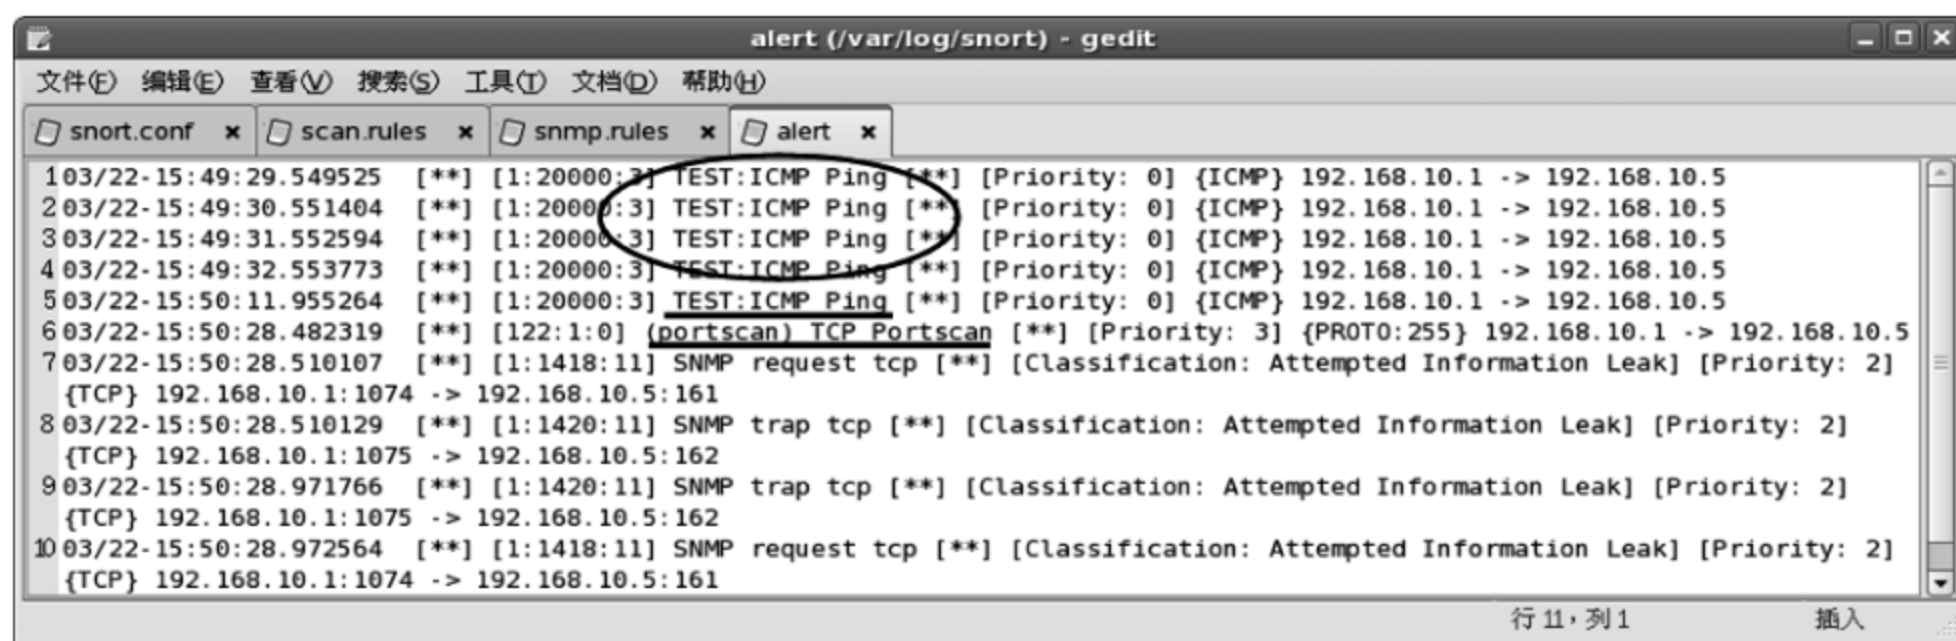 alert (/var/log/snort) - gedit
文件(F) 编辑(E) 查看(V) 搜索(S) 工具(T) 文档(D) 帮助(H)
snort.conf × scan.rules × snmp.rules × alert ×
1 03/22-15:49:29.549525 [**] [1:20000:3] TEST:ICMP Ping [**] [Priority: 0] {ICMP} 192.168.10.1 -> 192.168.10.5
2 03/22-15:49:30.551404 [**] [1:20000:3] TEST:ICMP Ping [**] [Priority: 0] {ICMP} 192.168.10.1 -> 192.168.10.5
3 03/22-15:49:31.552594 [**] [1:20000:3] TEST:ICMP Ping [**] [Priority: 0] {ICMP} 192.168.10.1 -> 192.168.10.5
4 03/22-15:49:32.553773 [**] [1:20000:3] TEST:ICMP Ping [**] [Priority: 0] {ICMP} 192.168.10.1 -> 192.168.10.5
5 03/22-15:50:11.955264 [**] [1:20000:3] TEST:ICMP Ping [**] [Priority: 0] {ICMP} 192.168.10.1 -> 192.168.10.5
6 03/22-15:50:28.482319 [**] [122:1:0] (portscan) TCP Portscan [**] [Priority: 3] {PROTO:255} 192.168.10.1 -> 192.168.10.5
7 03/22-15:50:28.510107 [**] [1:1418:11] SNMP request tcp [**] [Classification: Attempted Information Leak] [Priority: 2]
{TCP} 192.168.10.1:1074 -> 192.168.10.5:161
8 03/22-15:50:28.510129 [**] [1:1420:11] SNMP trap tcp [**] [Classification: Attempted Information Leak] [Priority: 2]
{TCP} 192.168.10.1:1075 -> 192.168.10.5:162
9 03/22-15:50:28.971766 [**] [1:1420:11] SNMP trap tcp [**] [Classification: Attempted Information Leak] [Priority: 2]
{TCP} 192.168.10.1:1075 -> 192.168.10.5:162
10 03/22-15:50:28.972564 [**] [1:1418:11] SNMP request tcp [**] [Classification: Attempted Information Leak] [Priority: 2]
{TCP} 192.168.10.1:1074 -> 192.168.10.5:161
行 11，列 1 插入